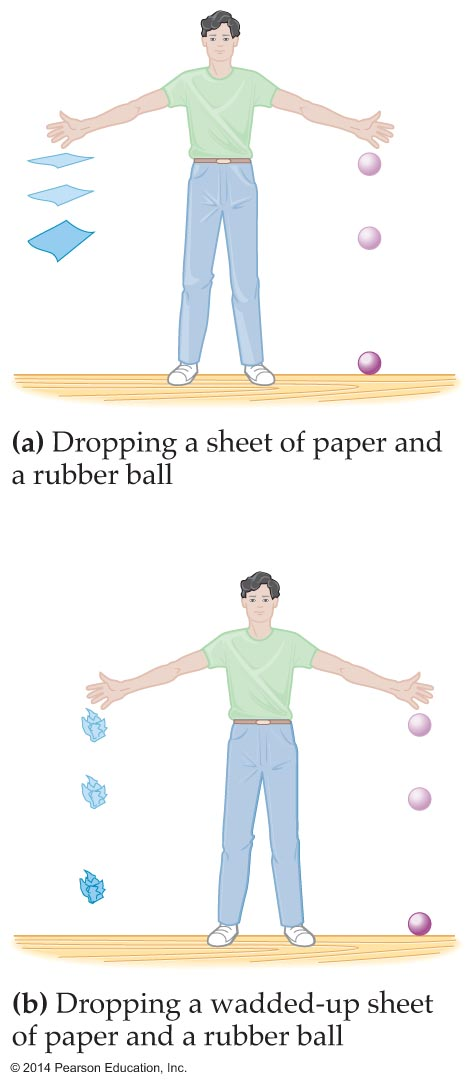 (a) Dropping a sheet of paper and
a rubber ball
(b) Dropping a wadded-up sheet
of paper and a rubber ball
© 2014 Pearson Education, Inc.